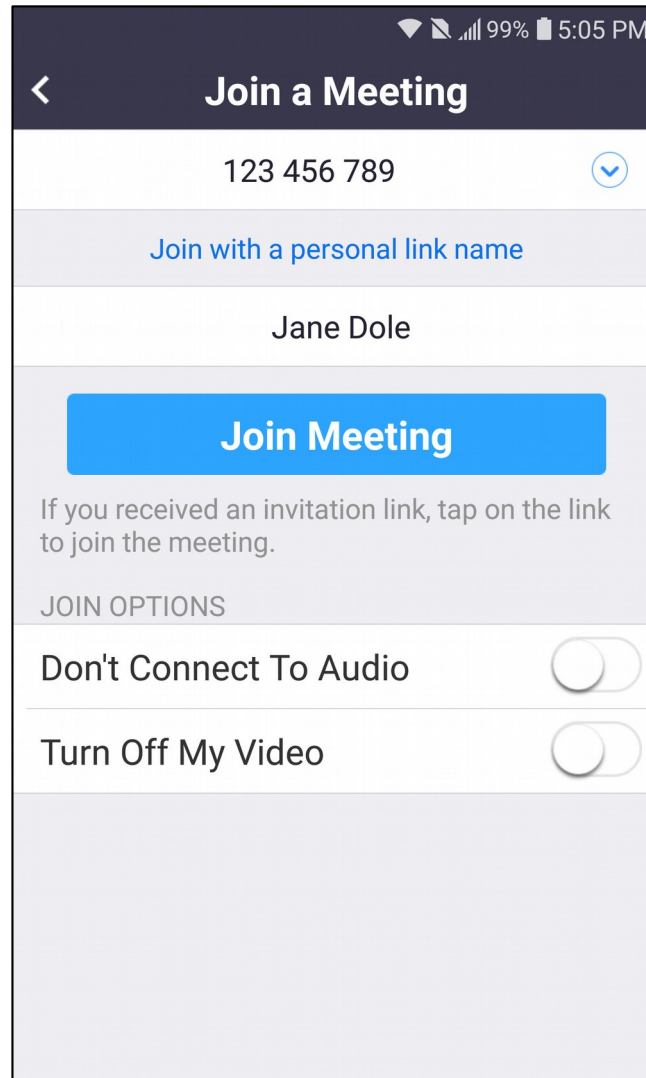 99% 5:05 PM
Join a Meeting
123 456 789
Join with a personal link name
Jane Dole
Join Meeting
If you received an invitation link, tap on the link
to join the meeting.
JOIN OPTIONS
Don't Connect To Audio
Turn Off My Video